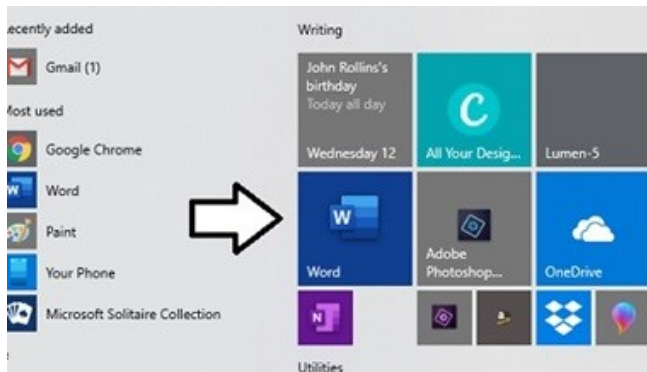 Recently added
Gmail (1)
Most used
Google Chrome
Word
Paint
Your Phone
Microsoft Solitaire Collection
Writing
John Rollins's
birthday
Today all day
Wednesday 12
All Your Desig...
Lumen-5
Word
Adobe
Photoshop...
OneDrive
Utilities